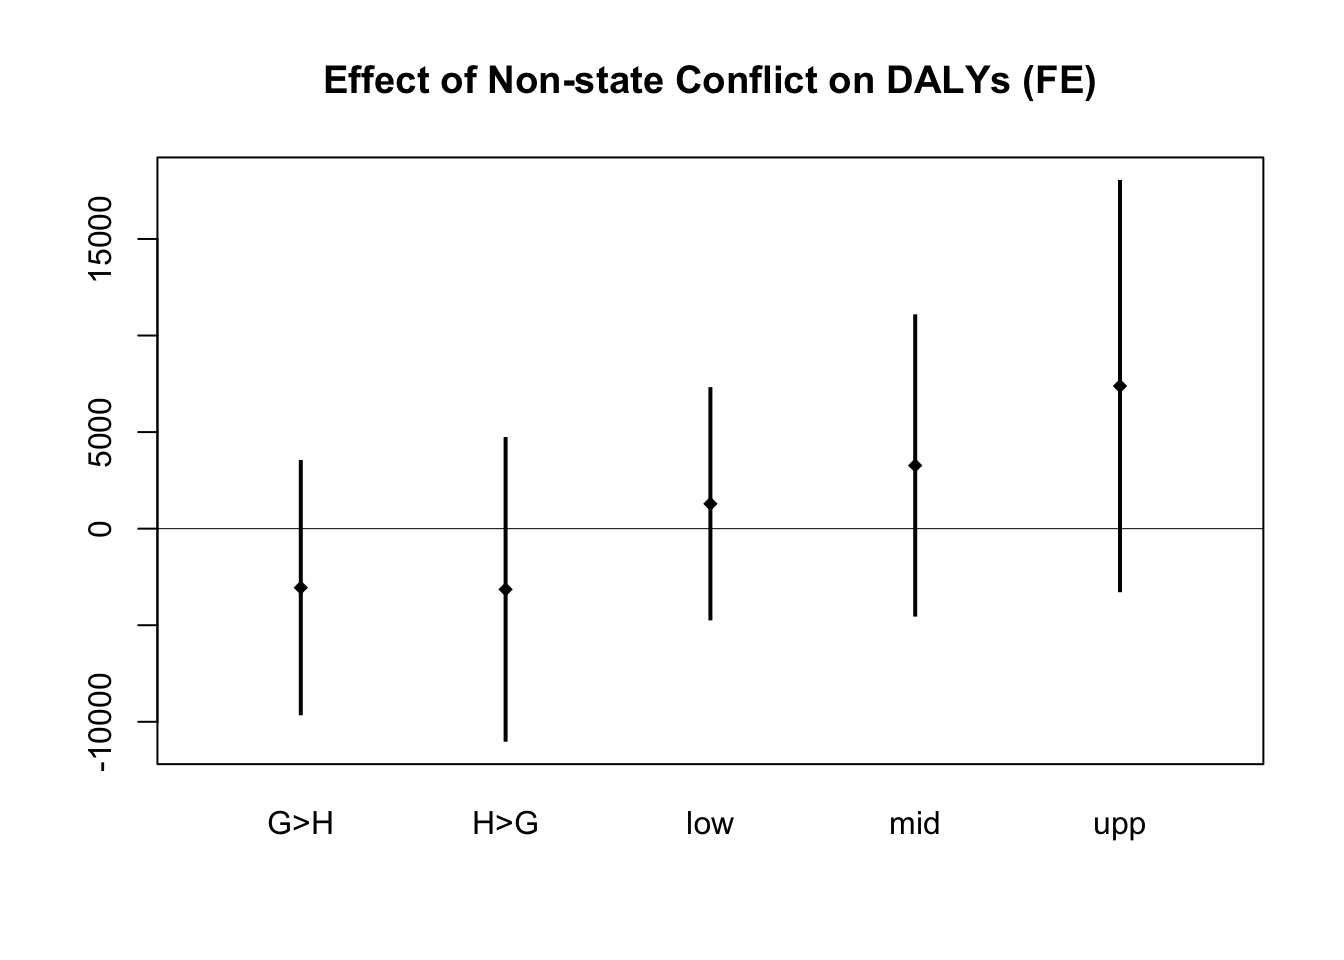 Effect of Non-state Conflict on DALYs (FE)
15000
5000
0
-10000
G>H H>G low mid upp